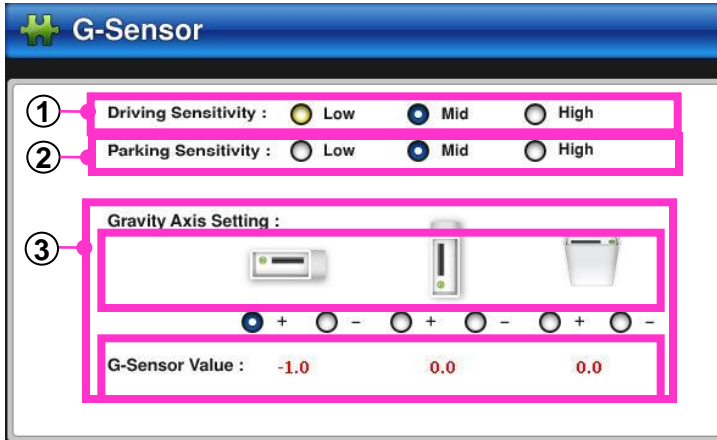 G-Sensor
1 Driving Sensitivity : Low Mid High
2 Parking Sensitivity : Low Mid High
3 Gravity Axis Setting :
+ - + - + -
G-Sensor Value : -1.0 0.0 0.0